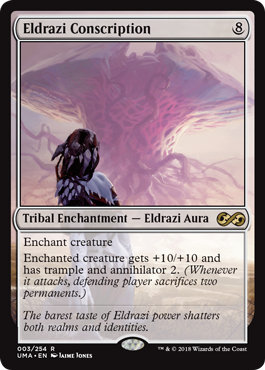 Eldrazi Conscription 8
Tribal Enchantment — Eldrazi Aura
Enchant creature
Enchanted creature gets +10/+10 and
has trample and annihilator 2. (Whenever
it attacks, defending player sacrifices two
permanents.)
The barest taste of Eldrazi power shatters
both realms and identities.
003/254 R
UMA • EN Jaime Jones
™ & © 2018 Wizards of the Coast